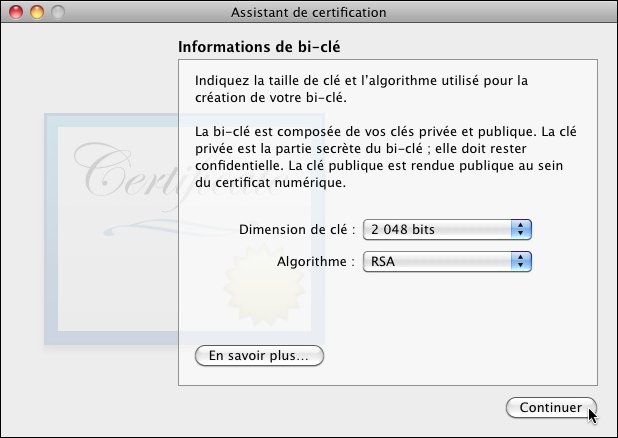 Assistant de certification
Informations de bi-clé
Indiquez la taille de clé et l'algorithme utilisé pour la
création de votre bi-clé.
La bi-clé est composée de vos clés privée et publique. La clé
privée est la partie secrète du bi-clé ; elle doit rester
confidentielle. La clé publique est rendue publique au sein
du certificat numérique.
Certificate
Dimension de clé : 2 048 bits
Algorithme : RSA
En savoir plus...
Continuer